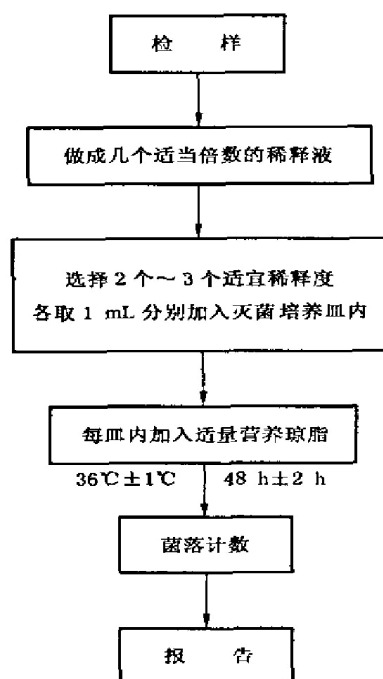 检 样
做成几个适当倍数的稀释液
选择 2 个～3 个适宜稀释度
各取 1 mL 分别加入灭菌培养皿内
每皿内加入适量营养琼脂
36℃±1℃ 48 h±2 h
菌落计数
报 告